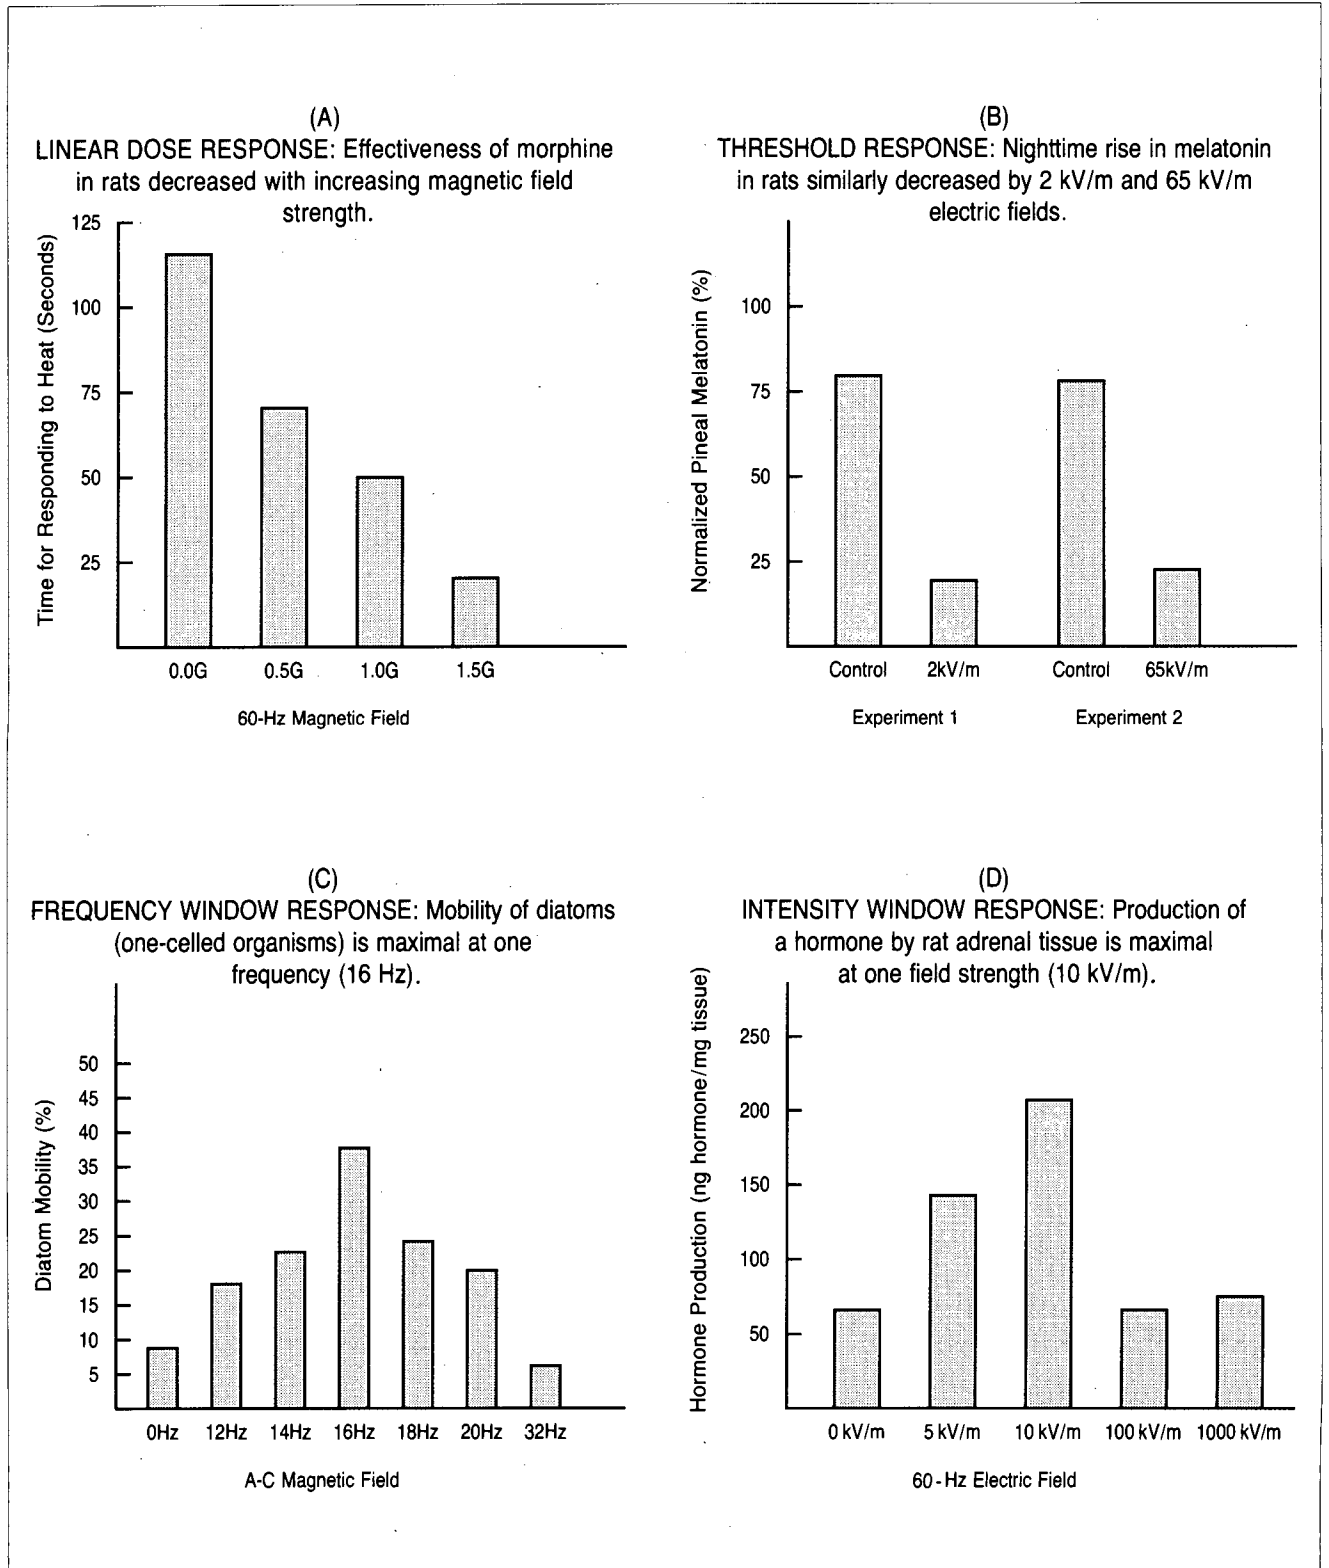 (A)
LINEAR DOSE RESPONSE: Effectiveness of morphine
in rats decreased with increasing magnetic field
strength.
Time for Responding to Heat (Seconds)
125
100
75
50
25
0.0G 0.5G 1.0G 1.5G
60-Hz Magnetic Field
(B)
THRESHOLD RESPONSE: Nighttime rise in melatonin
in rats similarly decreased by 2 kV/m and 65 kV/m
electric fields.
Normalized Pineal Melatonin (%)
100
75
50
25
Control 2kV/m Control 65kV/m
Experiment 1 Experiment 2
(C)
FREQUENCY WINDOW RESPONSE: Mobility of diatoms
(one-celled organisms) is maximal at one
frequency (16 Hz).
Diatom Mobility (%)
50
45
40
35
30
25
20
15
10
5
0Hz 12Hz 14Hz 16Hz 18Hz 20Hz 32Hz
A-C Magnetic Field
(D)
INTENSITY WINDOW RESPONSE: Production of
a hormone by rat adrenal tissue is maximal
at one field strength (10 kV/m).
Hormone Production (ng hormone/mg tissue)
250
200
150
100
50
0 kV/m 5 kV/m 10 kV/m 100 kV/m 1000 kV/m
60-Hz Electric Field